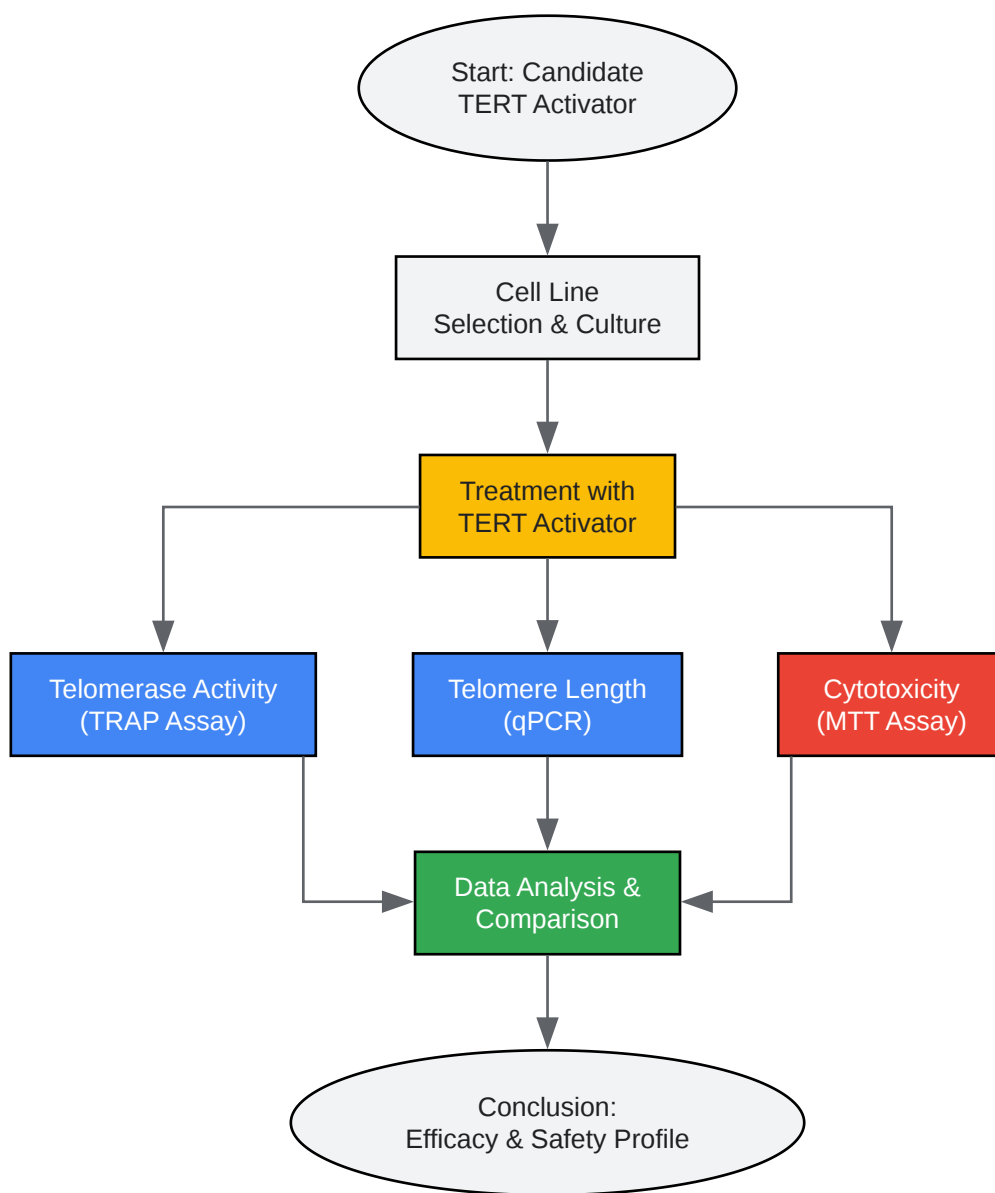 Start: Candidate
TERT Activator
Cell Line
Selection & Culture
Treatment with
TERT Activator
Telomerase Activity
(TRAP Assay)
Telomere Length
(qPCR)
Cytotoxicity
(MTT Assay)
Data Analysis &
Comparison
Conclusion:
Efficacy & Safety Profile